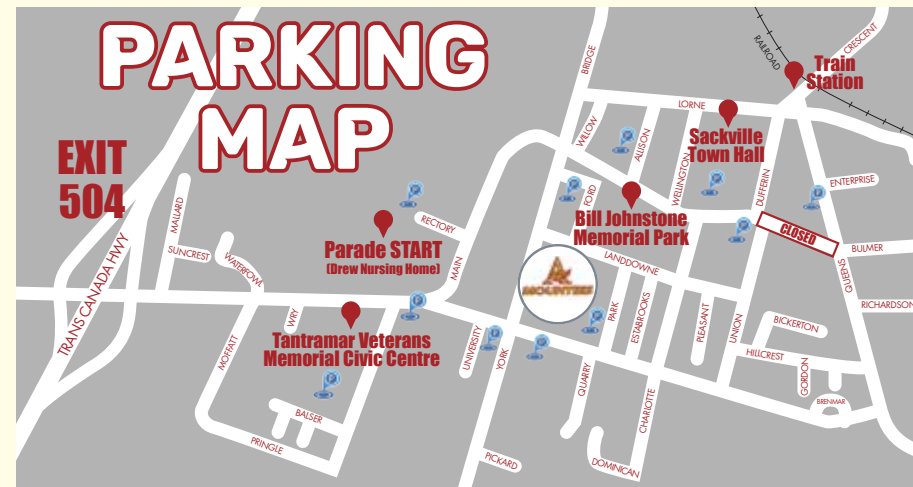 PARKING
MAP
EXIT
504
TRANS CANADA HWY
MALLARD
SUNCREST
WATERFOWL
WRY
MOFFATT
PRINGLE
BALSER
Parade START
(Drew Nursing Home)
RECTORY
MAIN
Tantramar Veterans
Memorial Civic Centre
UNIVERSITY
YORK
PICKARD
MOUNTIES
BRIDGE
WILLOW
FORD
ALLISON
LORNE
WELLINGTON
Sackville
Town Hall
Bill Johnstone
Memorial Park
LANDDOWNE
PARK
ESTABROOKS
PLEASANT
UNION
QUARRY
CHARLOTTE
DOMINICAN
RAILROAD
CRESCENT
Train
Station
DUFFERIN
ENTERPRISE
CLOSED
BULMER
QUEENS
RICHARDSON
BICKERTON
HILLCREST
GORDON
BRENMAR